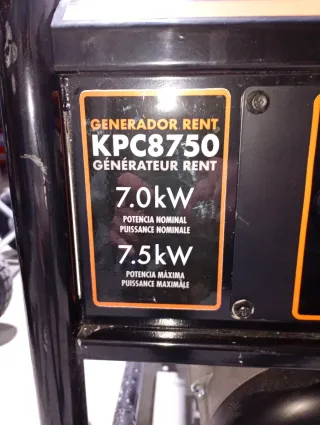 GENERADOR RENT
KPC8750
GÉNÉRATEUR RENT
7.0kW
POTENCIA NOMINAL
PUISSANCE NOMINALE
7.5kW
POTENCIA MÁXIMA
PUISSANCE MAXIMALE